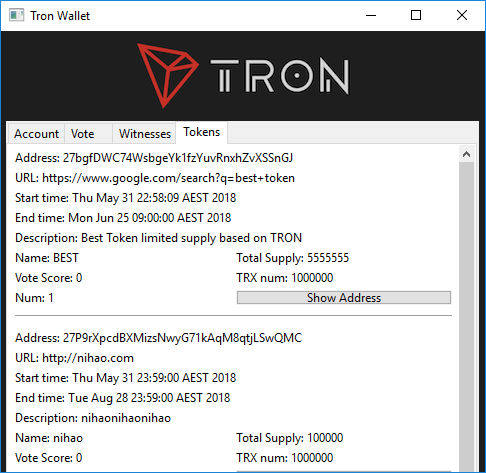 Tron Wallet
TRON
Account Vote Witnesses Tokens
Address: 27bgfDWC74WsbgeYk1fzYuvRnxhZvXSSnGJ
URL: https://www.google.com/search?q=best+token
Start time: Thu May 31 22:58:09 AEST 2018
End time: Mon Jun 25 09:00:00 AEST 2018
Description: Best Token limited supply based on TRON
Name: BEST Total Supply: 5555555
Vote Score: 0 TRX num: 1000000
Num: 1 Show Address
Address: 27P9rXpcdBXMizsNwyG71kAqM8qtjLSwQMC
URL: http://nihao.com
Start time: Thu May 31 23:59:00 AEST 2018
End time: Tue Aug 28 23:59:00 AEST 2018
Description: nihaonihaonihao
Name: nihao Total Supply: 100000
Vote Score: 0 TRX num: 1000000